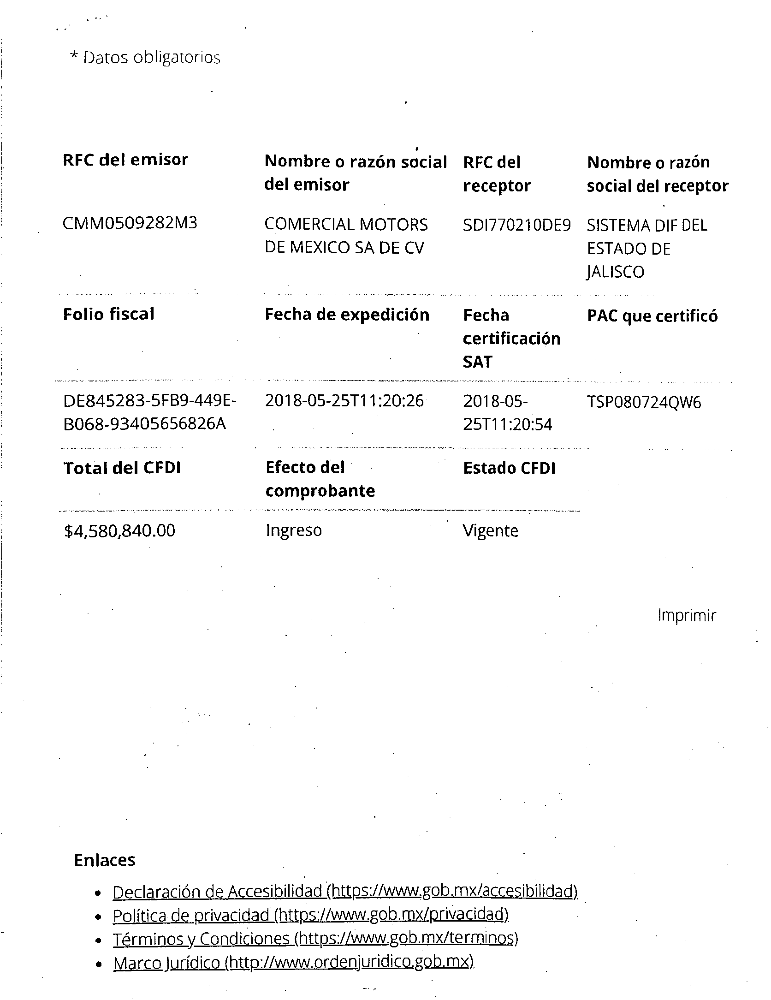 * Datos obligatorios
RFC del emisor Nombre o razón social RFC del Nombre o razón
del emisor receptor social del receptor
CMM0509282M3 COMERCIAL MOTORS SDI770210DE9 SISTEMA DIF DEL
DE MEXICO SA DE CV ESTADO DE
JALISCO
Folio fiscal Fecha de expedición Fecha PAC que certificó
certificación
SAT
DE845283-5FB9-449E- 2018-05-25T11:20:26 2018-05- TSP080724QW6
B068-93405656826A 25T11:20:54
Total del CFDI Efecto del Estado CFDI
comprobante
$4,580,840.00 Ingreso Vigente
Imprimir
Enlaces
• Declaración de Accesibilidad (https://www.gob.mx/accesibilidad)
• Política de privacidad (https://www.gob.mx/privacidad)
• Términos y Condiciones (https://www.gob.mx/terminos)
• Marco Jurídico (http://www.ordenjuridico.gob.mx)